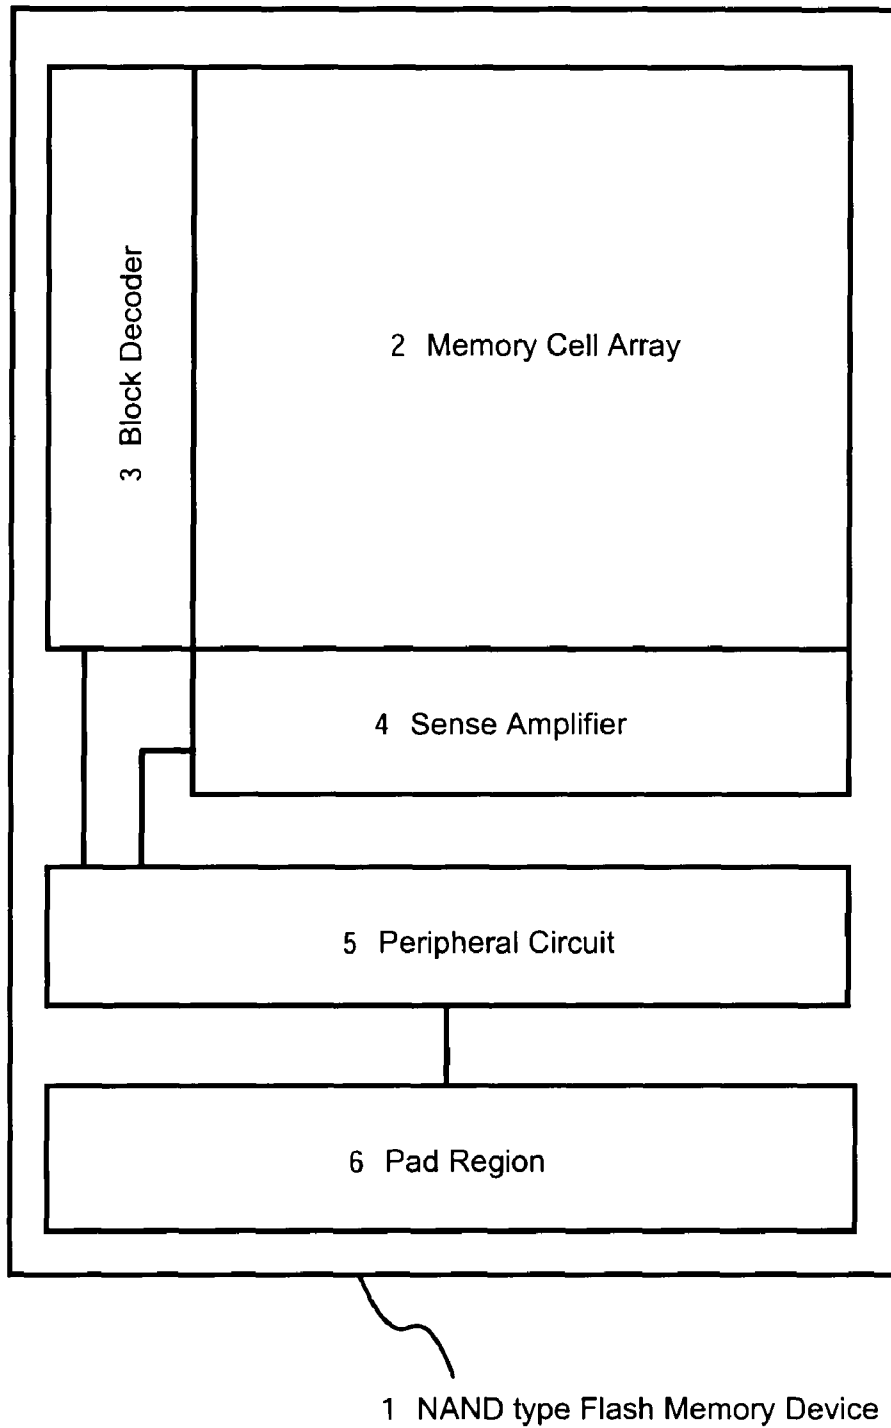 3 Block Decoder
2 Memory Cell Array
4 Sense Amplifier
5 Peripheral Circuit
6 Pad Region
1 NAND type Flash Memory Device